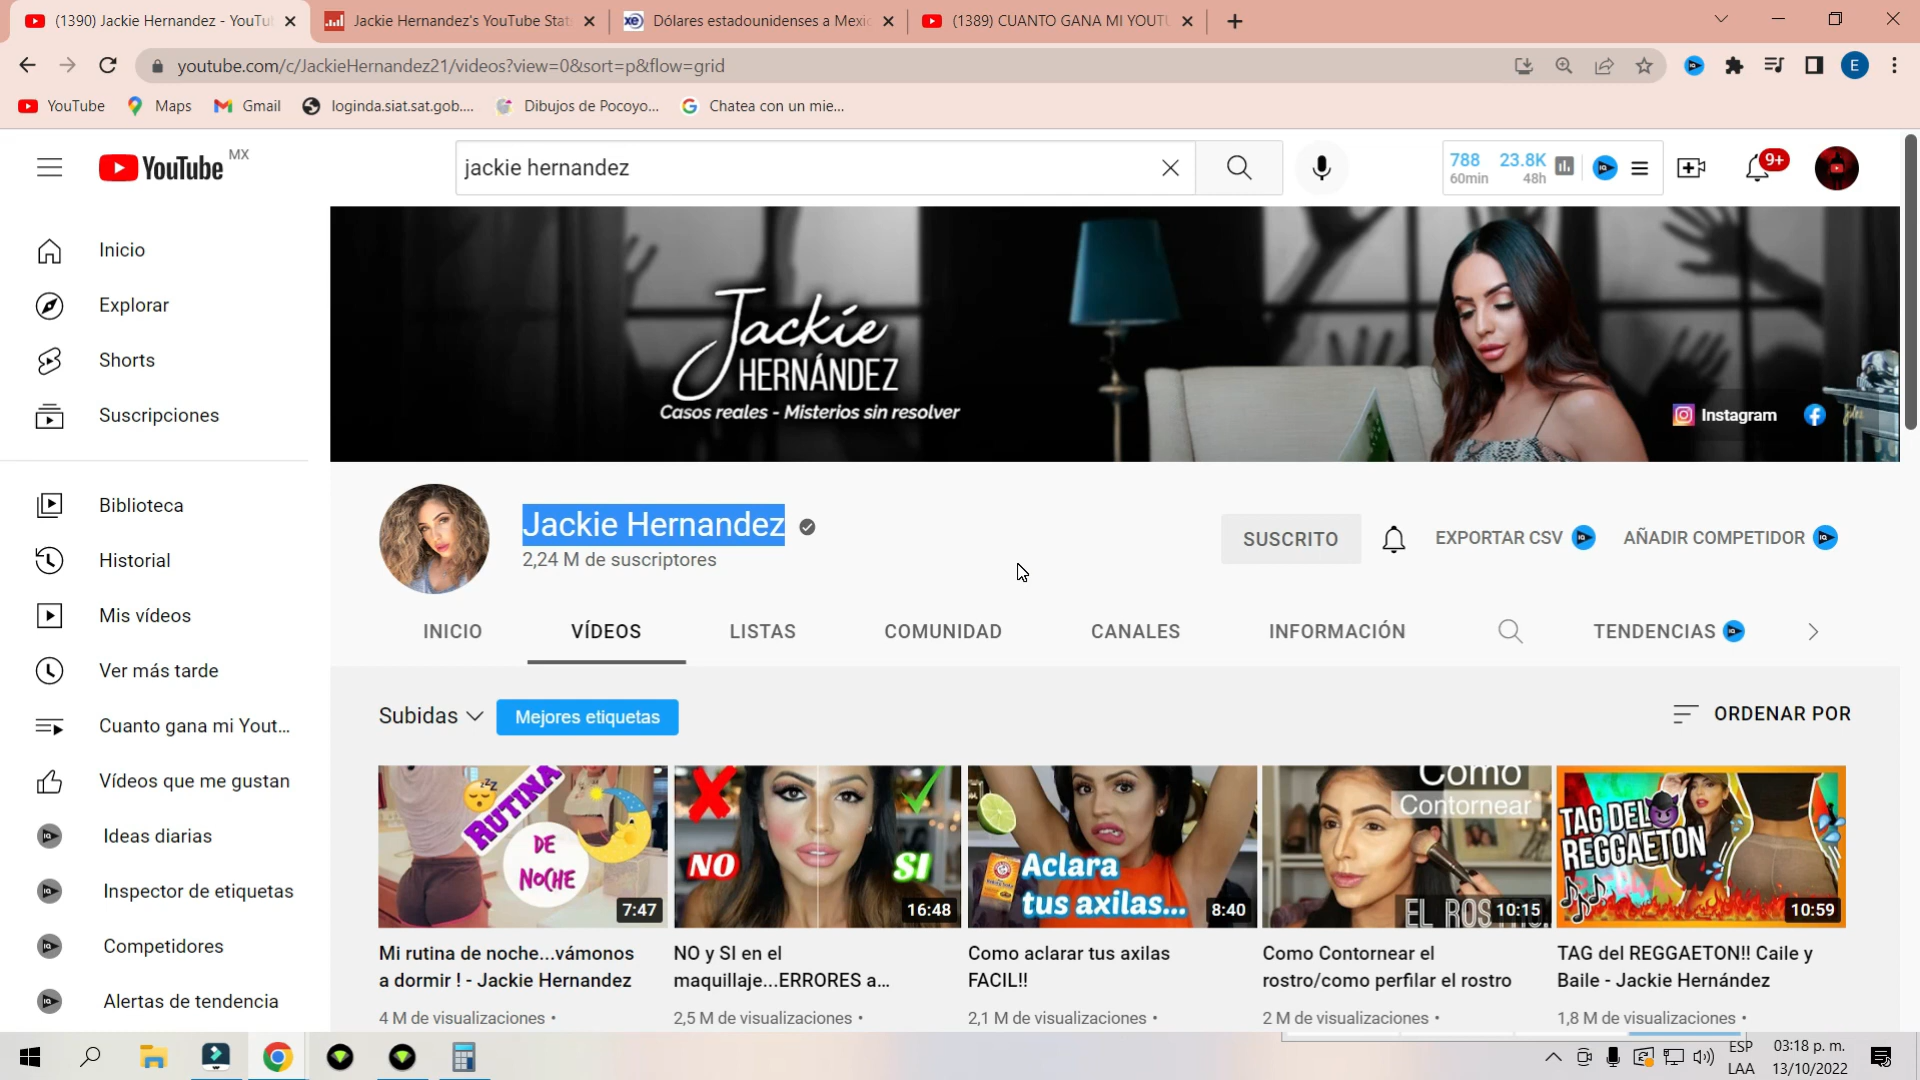 (1390) Jackie Hernandez - YouTu
Jackie Hernandez's YouTube Stat
Dólares estadounidenses a Mexic
(1389) CUANTO GANA MI YOUTU
youtube.com/c/JackieHernandez21/videos?view=0&sort=p&flow=grid
E
YouTube
Maps
Gmail
loginda.siat.sat.gob....
Dibujos de Pocoyo...
Chatea con un mie...
YouTube MX
jackie hernandez
788
60min
23.8K
48h
9+
Inicio
Explorar
Shorts
Suscripciones
Biblioteca
Historial
Mis vídeos
Ver más tarde
Cuanto gana mi Yout...
Vídeos que me gustan
Ideas diarias
Inspector de etiquetas
Competidores
Alertas de tendencia
Jackie
HERNÁNDEZ
Casos reales - Misterios sin resolver
Instagram
Jackie Hernandez
2,24 M de suscriptores
SUSCRITO
EXPORTAR CSV
AÑADIR COMPETIDOR
INICIO
VÍDEOS
LISTAS
COMUNIDAD
CANALES
INFORMACIÓN
TENDENCIAS
Subidas
Mejores etiquetas
ORDENAR POR
RUTINA
DE
NOCHE
7:47
Mi rutina de noche...vámonos
a dormir ! - Jackie Hernandez
4 M de visualizaciones •
NO
SI
16:48
NO y SI en el
maquillaje...ERRORES a...
2,5 M de visualizaciones •
Aclara
tus axilas...
8:40
Como aclarar tus axilas
FACIL!!
2,1 M de visualizaciones •
Como
Contornear
EL ROSTRO
10:15
Como Contornear el
rostro/como perfilar el rostro
2 M de visualizaciones •
TAG DEL
REGGAETON
10:59
TAG del REGGAETON!! Caile y
Baile - Jackie Hernández
1,8 M de visualizaciones •
ESP
LAA
03:18 p. m.
13/10/2022